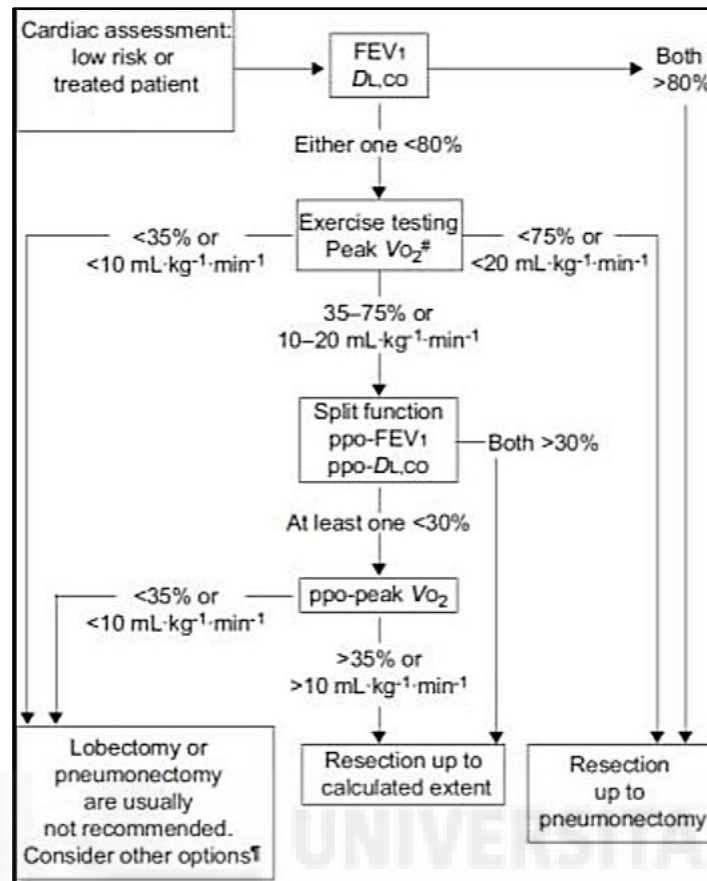 Cardiac assessment:
low risk or
treated patient
FEV1
DL,CO
Both
>80%
Either one <80%
Exercise testing
Peak VO2#
<35% or
<10 mL·kg-1·min-1
<75% or
<20 mL·kg-1·min-1
35–75% or
10–20 mL·kg-1·min-1
Split function
ppo-FEV1
ppo-DL,CO
Both >30%
At least one <30%
ppo-peak VO2
<35% or
<10 mL·kg-1·min-1
>35% or
>10 mL·kg-1·min-1
Lobectomy or
pneumonectomy
are usually
not recommended.
Consider other options¶
Resection up to
calculated extent
Resection
up to
pneumonectomy
UNIVERSITA